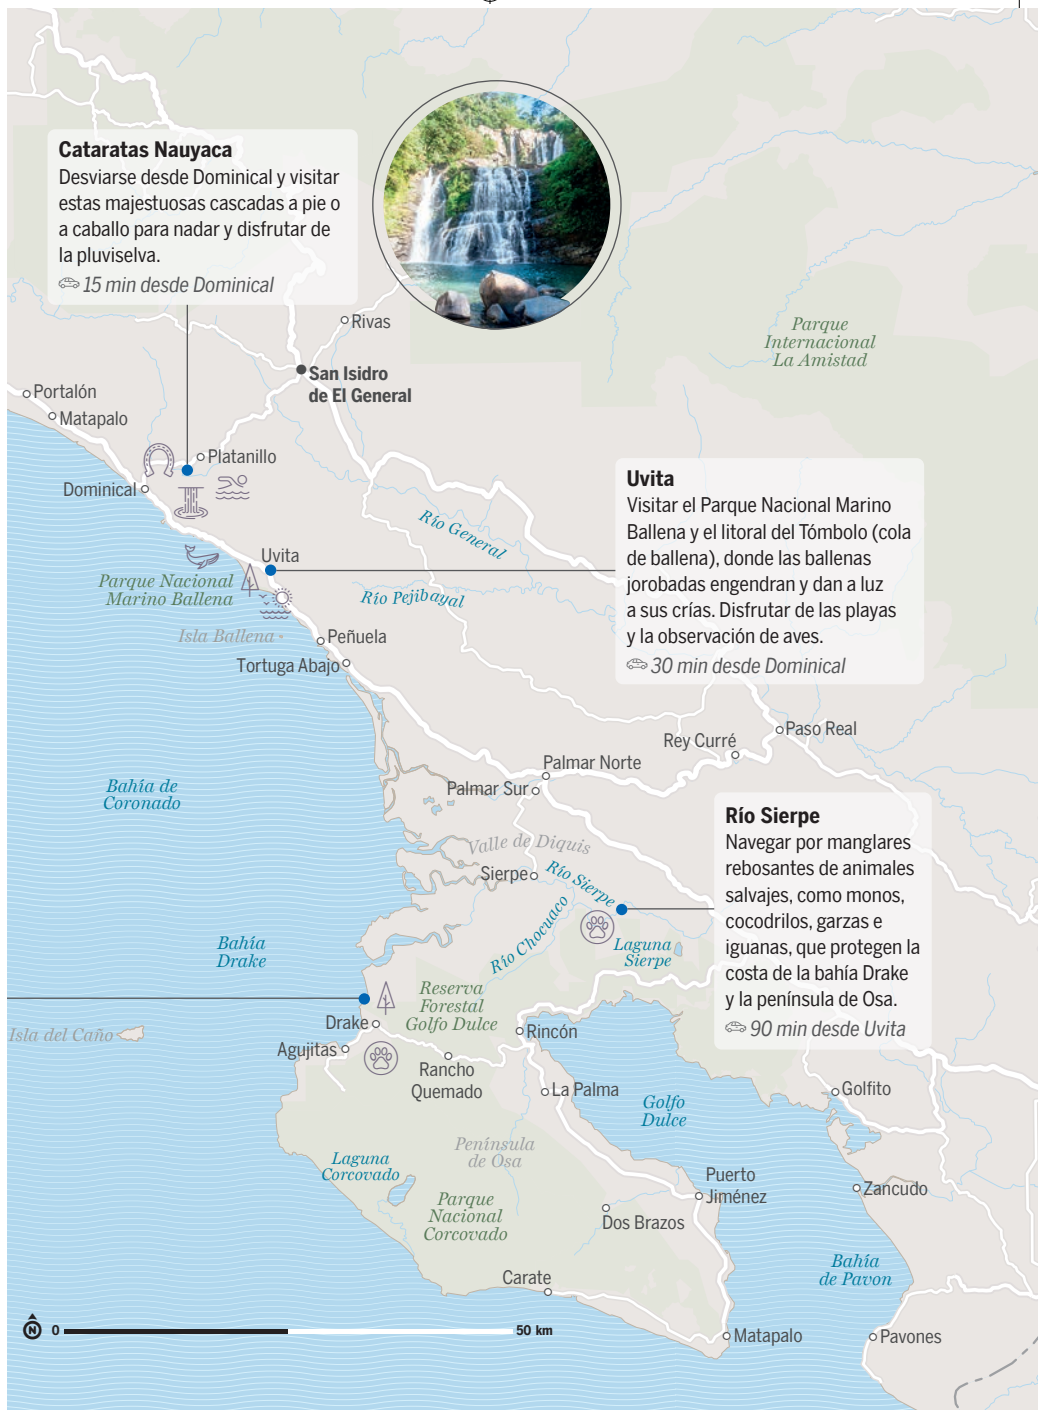 Cataratas Nauyaca
Desviarse desde Dominical y visitar
estas majestuosas cascadas a pie o
a caballo para nadar y disfrutar de
la pluviselva.
15 min desde Dominical
Rivas
Parque
Internacional
La Amistad
San Isidro
de El General
Portalón
Matapalo
Platanillo
Dominical
Río General
Uvita
Visitar el Parque Nacional Marino
Ballena y el litoral del Tómbolo (cola
de ballena), donde las ballenas
jorobadas engendran y dan a luz
a sus crías. Disfrutar de las playas
y la observación de aves.
30 min desde Dominical
Uvita
Parque Nacional
Marino Ballena
Río Pejibayal
Isla Ballena
Peñuela
Tortuga Abajo
Paso Real
Rey Curré
Palmar Norte
Palmar Sur
Bahía de
Coronado
Río Sierpe
Navegar por manglares
rebosantes de animales
salvajes, como monos,
cocodrilos, garzas e
iguanas, que protegen la
costa de la bahía Drake
y la península de Osa.
90 min desde Uvita
Valle de Diquis
Sierpe
Río Sierpe
Río Chocuaco
Laguna
Sierpe
Bahía
Drake
Reserva
Forestal
Golfo Dulce
Drake
Isla del Caño
Agujitas
Rincón
Rancho
Quemado
La Palma
Golfito
Golfo
Dulce
Península
de Osa
Laguna
Corcovado
Puerto
Jiménez
Zancudo
Parque
Nacional
Corcovado
Dos Brazos
Bahía
de Pavon
Carate
N 0 50 km
Matapalo
Pavones